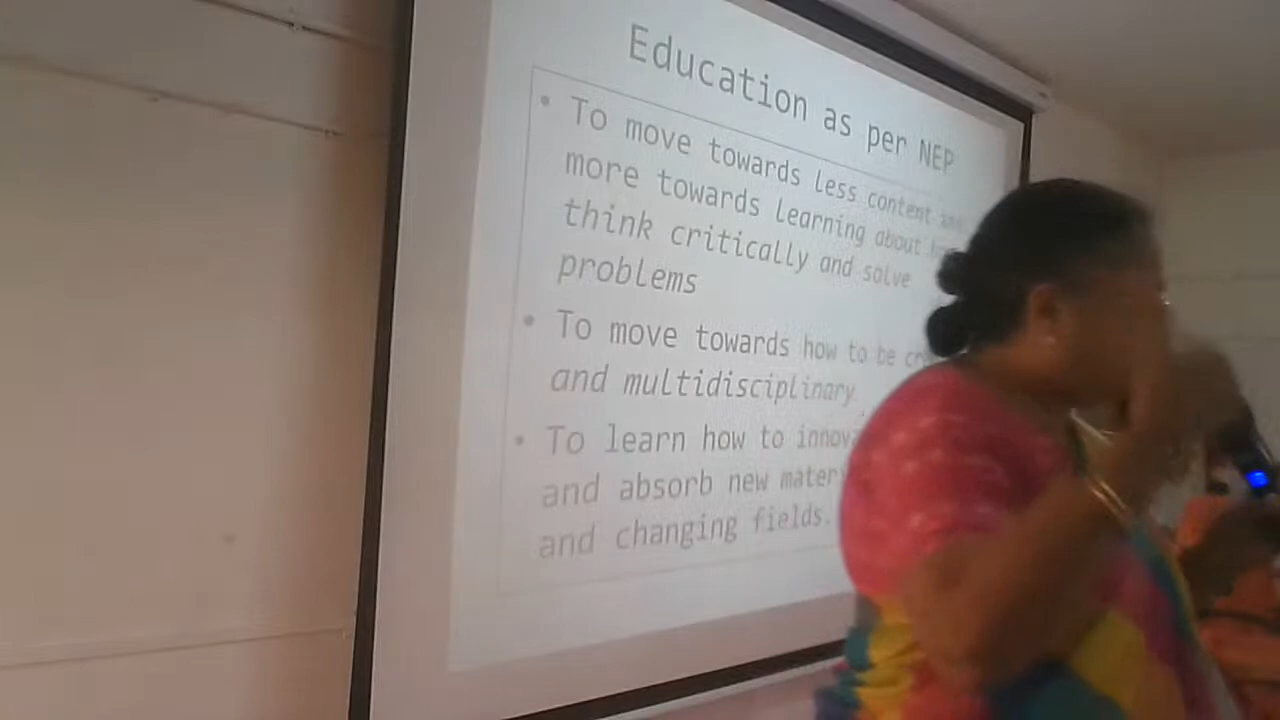 Education as per NEP
• To move towards less content and
more towards learning about
think critically and solve
problems
• To move towards how to be
and multidisciplinary
• To learn how to
and absorb new
and changing fields.